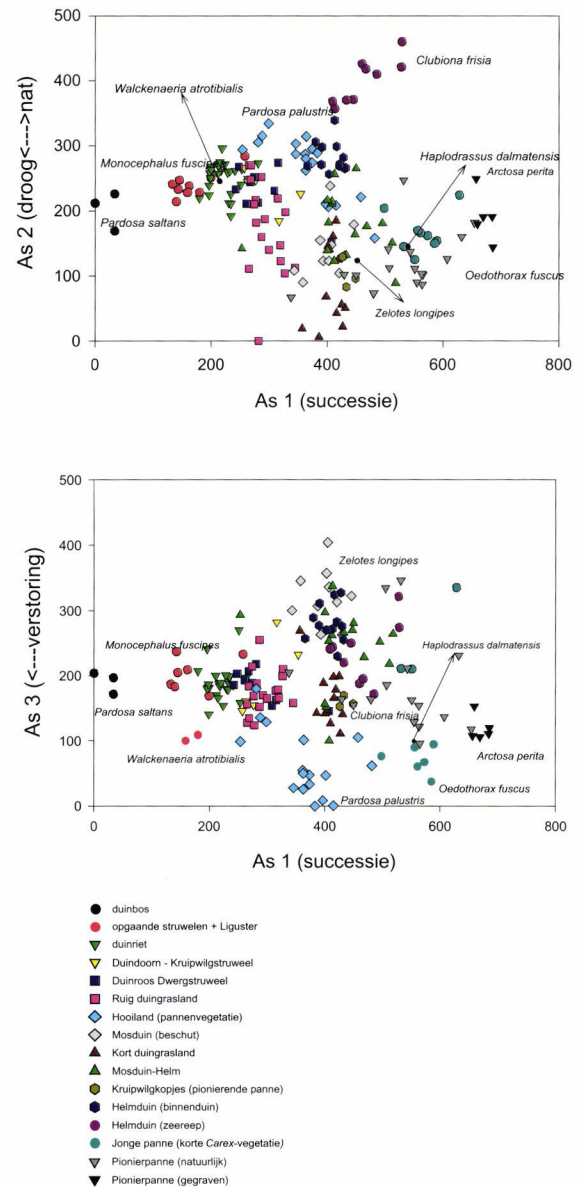 500
Clubiona frisia
400
Walckenaeria atrotibialis
Pardosa palustris
300
Monocephalus fuscipes
Haplodrassus dalmatensis
Arctosa perita
As 2 (droog<--->nat)
200
Pardosa saltans
100
Oedothorax fuscus
Zelotes longipes
0
0 200 400 600 800
As 1 (successie)
500
400
Zelotes longipes
300
Monocephalus fuscipes
Haplodrassus dalmatensis
As 3 (<---verstoring)
200
Pardosa saltans
Clubiona frisia
100
Walckenaeria atrotibialis
Arctosa perita
Oedothorax fuscus
Pardosa palustris
0
0 200 400 600 800
As 1 (successie)
duinbos
opgaande struwelen + Liguster
duinriet
Duindoorn - Kruipwilgstruweel
Duinroos Dwergstruweel
Ruig duingrasland
Hooiland (pannenvegetatie)
Mosduin (beschut)
Kort duingrasland
Mosduin-Helm
Kruipwilgkopjes (pionierende panne)
Helmduin (binnenduin)
Helmduin (zeereep)
Jonge panne (korte Carex-vegetatie)
Pionierpanne (natuurlijk)
Pionierpanne (gegraven)